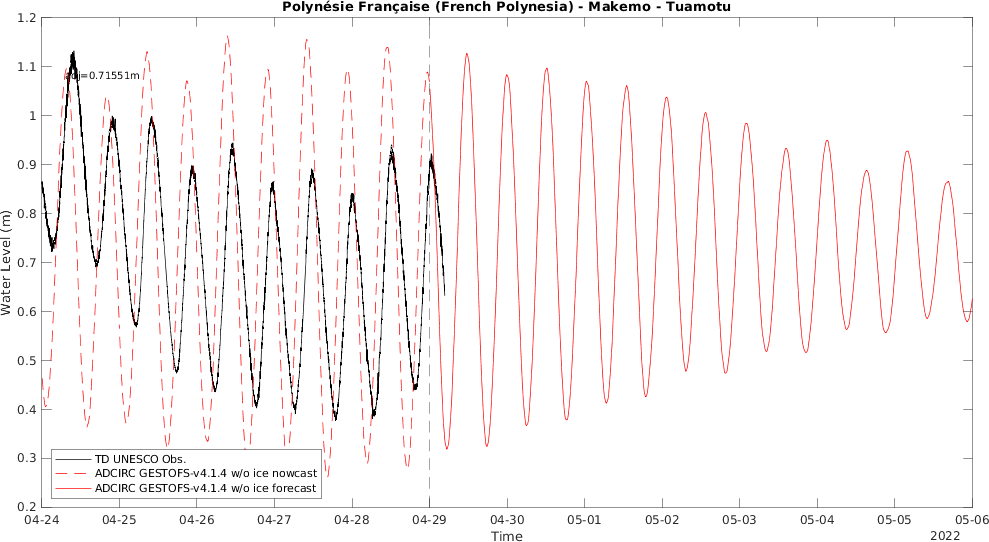 Polynésie Française (French Polynesia) - Makemo - Tuamotu
1.2
1.1
1
0.9
0.8
0.7
0.6
0.5
0.4
0.3
0.2
Water Level (m)
=0.71551m
TD UNESCO Obs.
ADCIRC GESTOFS-v4.1.4 w/o ice nowcast
ADCIRC GESTOFS-v4.1.4 w/o ice forecast
04-24 04-25 04-26 04-27 04-28 04-29 04-30 05-01 05-02 05-03 05-04 05-05 05-06
Time
2022